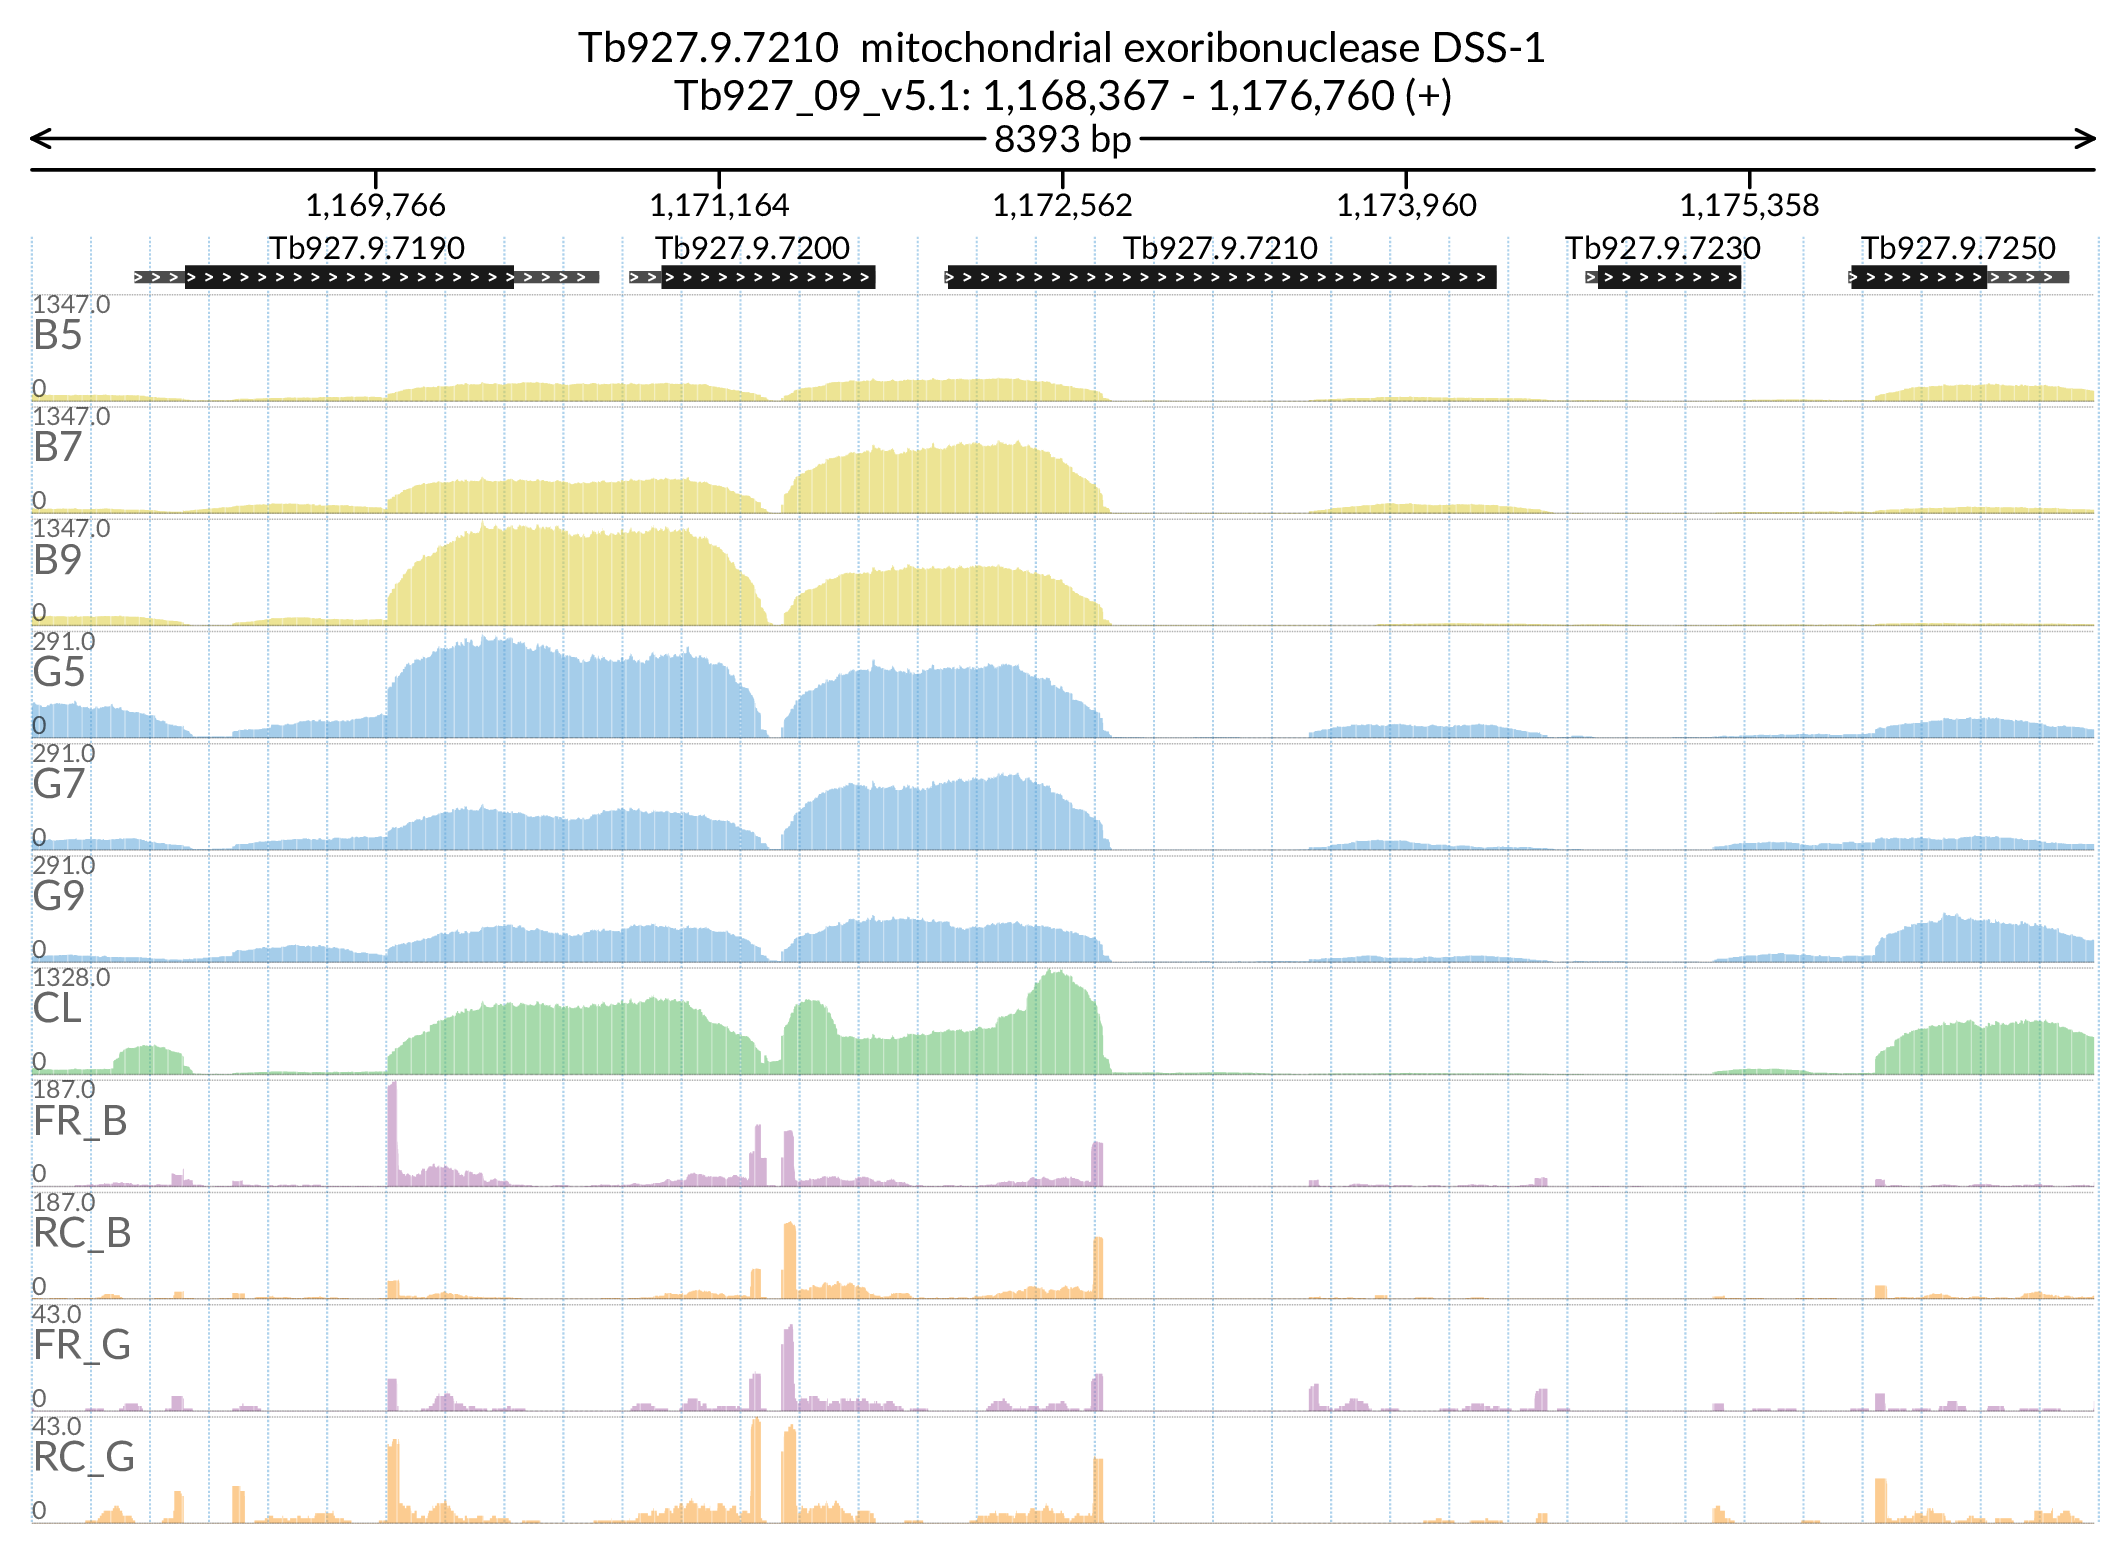 Tb927.9.7210  mitochondrial exoribonuclease DSS-1
Tb927_09_v5.1: 1,168,367 - 1,176,760 (+)
8393 bp
1,169,766 1,171,164 1,172,562 1,173,960 1,175,358
Tb927.9.7190 Tb927.9.7200 Tb927.9.7210 Tb927.9.7230 Tb927.9.7250
1347.0
B5
0
1347.0
B7
0
1347.0
B9
0
291.0
G5
0
291.0
G7
0
291.0
G9
0
1328.0
CL
0
187.0
FR_B
0
187.0
RC_B
0
43.0
FR_G
0
43.0
RC_G
0